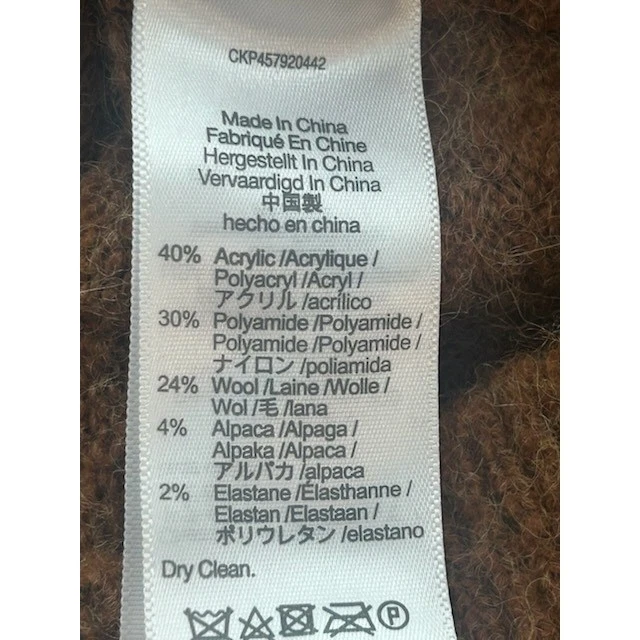 CKP457920442
Made In China
Fabriqué En Chine
Hergestellt In China
Vervaardigd In China
中国製
hecho en china
40% Acrylic /Acrylique /
Polyacryl /Acryl /
アクリル /acrílico
30% Polyamide /Polyamide /
Polyamide /Polyamide /
ナイロン /poliamida
24% Wool /Laine /Wolle /
Wol /毛 /lana
4% Alpaca /Alpaga /
Alpaka /Alpaca /
アルパカ /alpaca
2% Elastane /Élasthanne /
Elastan /Elastaan /
ポリウレタン /elastano
Dry Clean.
P